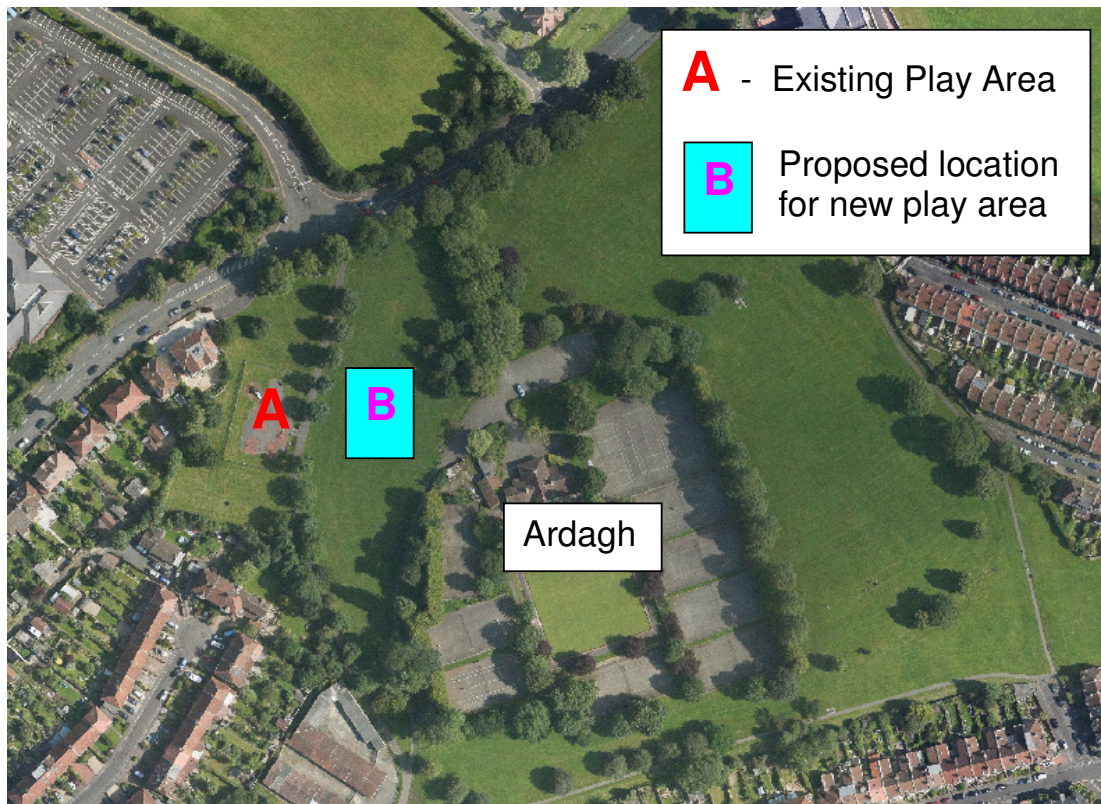 A - Existing Play Area
B Proposed location
for new play area
A
B
Ardagh